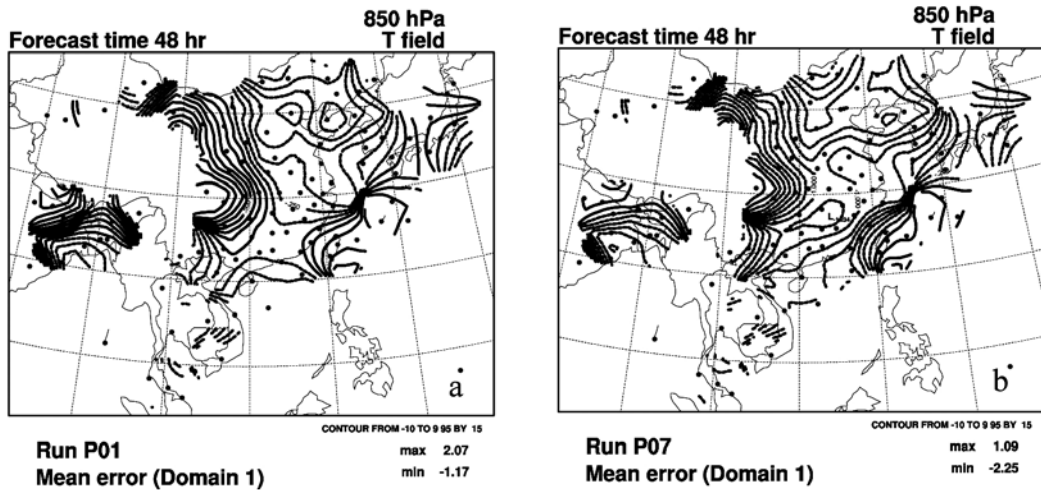 850 hPa
Forecast time 48 hr T field
a
CONTOUR FROM -10 TO 9 95 BY 15
Run P01 max 2.07
Mean error (Domain 1) min -1.17
850 hPa
Forecast time 48 hr T field
b
CONTOUR FROM -10 TO 9 95 BY 15
Run P07 max 1.09
Mean error (Domain 1) min -2.25